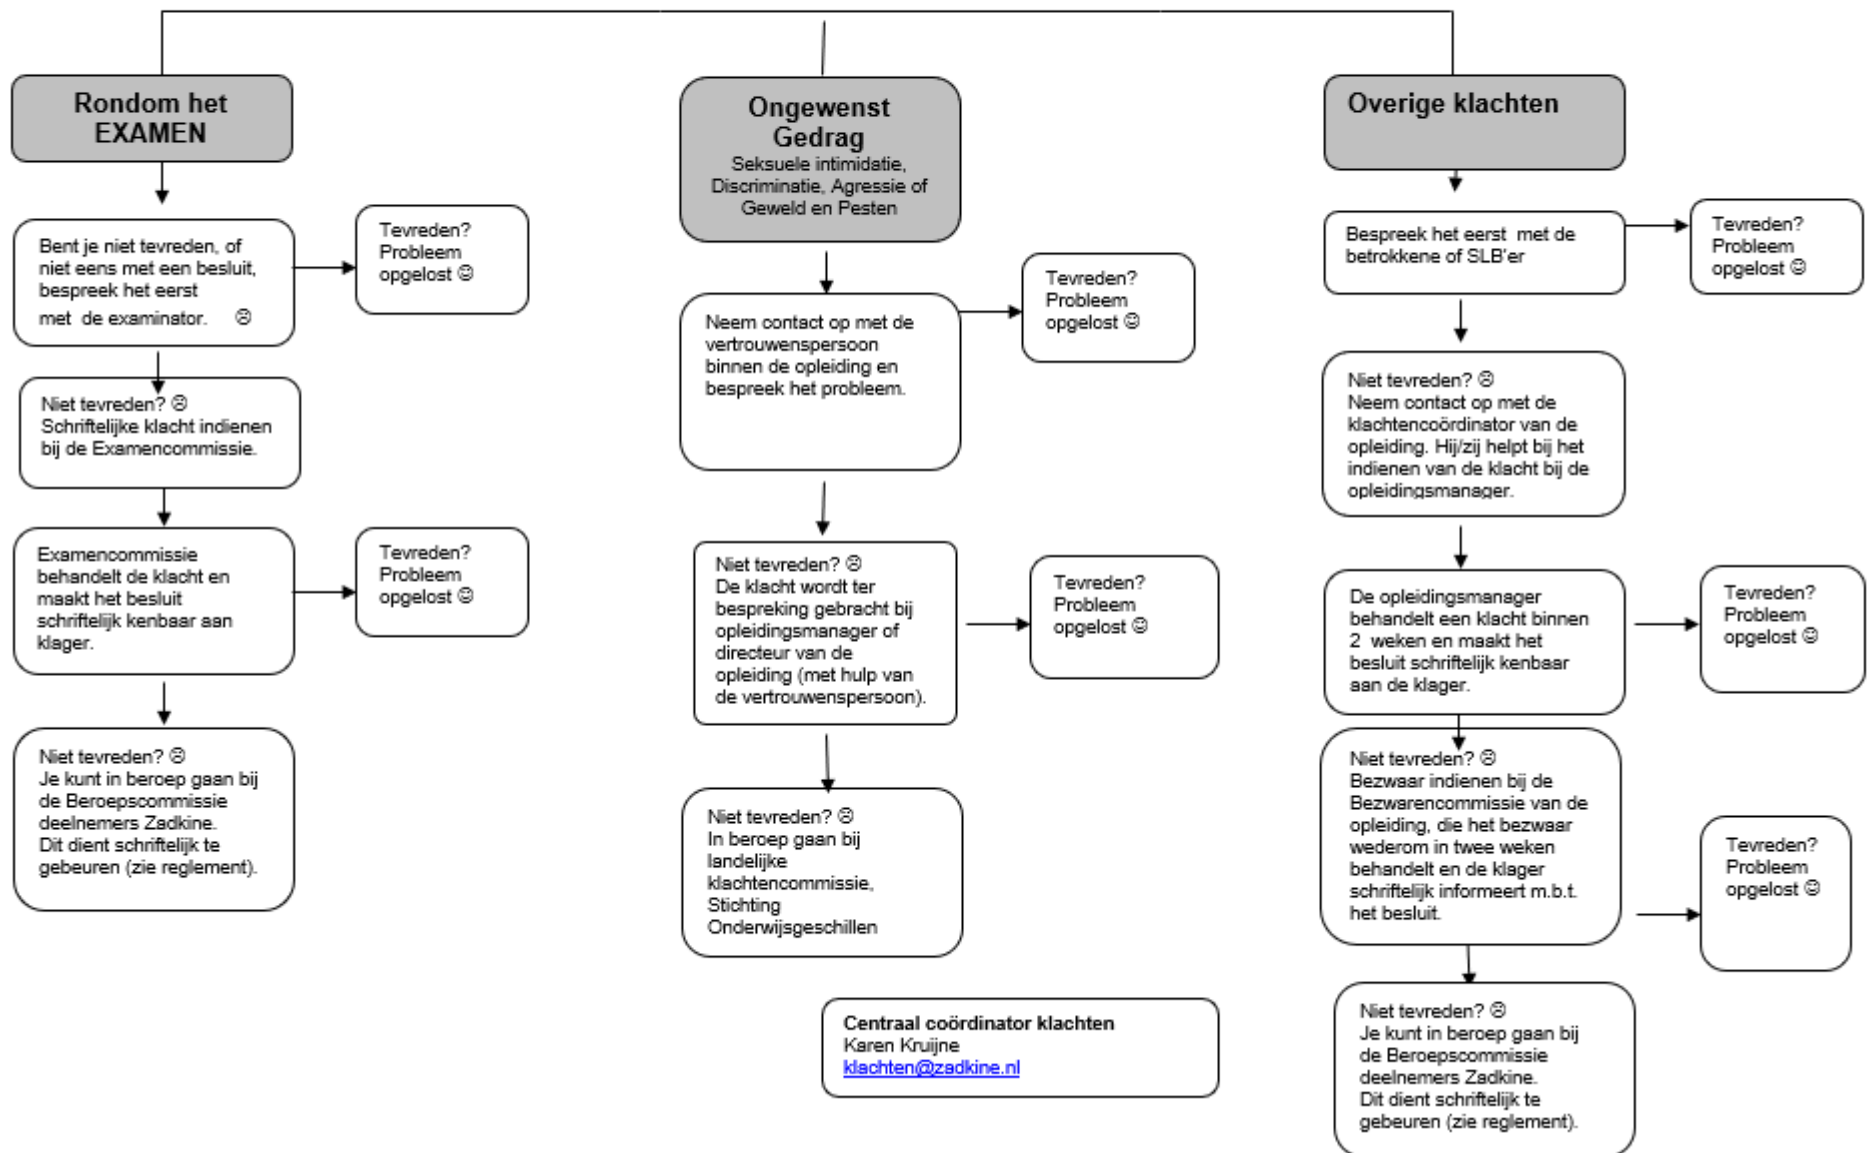 Rondom het
EXAMEN
Bent je niet tevreden, of
niet eens met een besluit,
bespreek het eerst
met de examinator. ☹
Tevreden?
Probleem
opgelost ☺
Niet tevreden? ☹
Schriftelijke klacht indienen
bij de Examencommissie.
Examencommissie
behandelt de klacht en
maakt het besluit
schriftelijk kenbaar aan
klager.
Tevreden?
Probleem
opgelost ☺
Niet tevreden? ☹
Je kunt in beroep gaan bij
de Beroepscommissie
deelnemers Zadkine.
Dit dient schriftelijk te
gebeuren (zie reglement).
Ongewenst
Gedrag
Seksuele intimidatie,
Discriminatie, Agressie of
Geweld en Pesten
Neem contact op met de
vertrouwenspersoon
binnen de opleiding en
bespreek het probleem.
Tevreden?
Probleem
opgelost ☺
Niet tevreden? ☹
De klacht wordt ter
bespreking gebracht bij
opleidingsmanager of
directeur van de
opleiding (met hulp van
de vertrouwenspersoon).
Tevreden?
Probleem
opgelost ☺
Niet tevreden? ☹
In beroep gaan bij
landelijke
klachtencommissie,
Stichting
Onderwijsgeschillen
Centraal coördinator klachten
Karen Kruijne
klachten@zadkine.nl
Overige klachten
Bespreek het eerst met de
betrokkene of SLB'er
Tevreden?
Probleem
opgelost ☺
Niet tevreden? ☹
Neem contact op met de
klachtencoördinator van de
opleiding. Hij/zij helpt bij het
indienen van de klacht bij de
opleidingsmanager.
De opleidingsmanager
behandelt een klacht binnen
2 weken en maakt het
besluit schriftelijk kenbaar
aan de klager.
Tevreden?
Probleem
opgelost ☺
Niet tevreden? ☹
Bezwaar indienen bij de
Bezwarencommissie van de
opleiding, die het bezwaar
wederom in twee weken
behandelt en de klager
schriftelijk informeert m.b.t.
het besluit.
Tevreden?
Probleem
opgelost ☺
Niet tevreden? ☹
Je kunt in beroep gaan bij
de Beroepscommissie
deelnemers Zadkine.
Dit dient schriftelijk te
gebeuren (zie reglement).